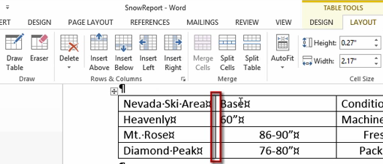 SnowReport - Word
TABLE TOOLS
DESIGN PAGE LAYOUT REFERENCES MAILINGS REVIEW VIEW DESIGN LAYOUT
Draw Table
Eraser
Delete
Insert Above
Insert Below
Insert Left
Insert Right
Merge Cells
Split Cells
Split Table
AutoFit
Height: 0.27"
Width: 2.17"
Draw
Rows & Columns
Merge
Cell Size
¶
Nevada·Ski·Area¤ Base¤ Conditio
Heavenly¤ 60”¤ Machine
Mt.·Rose¤ 86-90”¤ Fres
Diamond·Peak¤ 76-80”¤ Pack